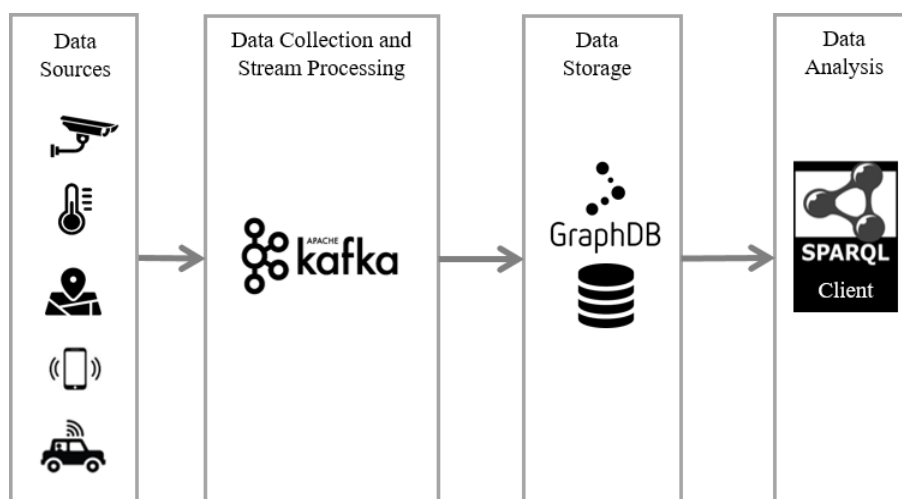 Data
Sources
Data Collection and
Stream Processing
APACHE
kafka
Data
Storage
GraphDB
Data
Analysis
SPARQL
Client